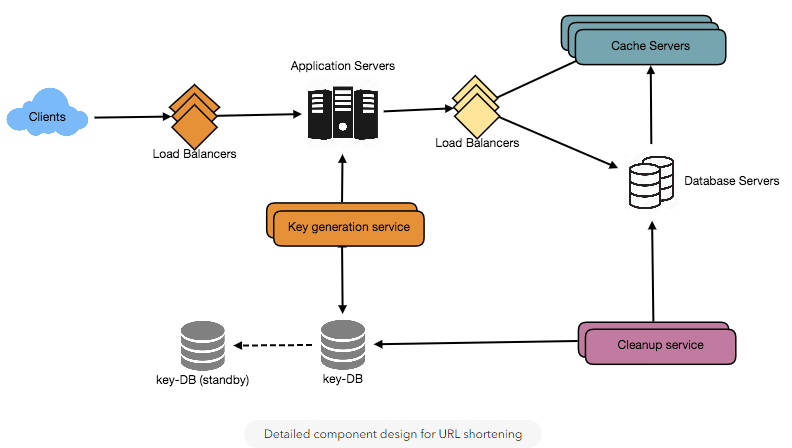 Cache Servers
Application Servers
Clients
Load Balancers
Load Balancers
Database Servers
Key generation service
Cleanup service
key-DB (standby)
key-DB
Detailed component design for URL shortening